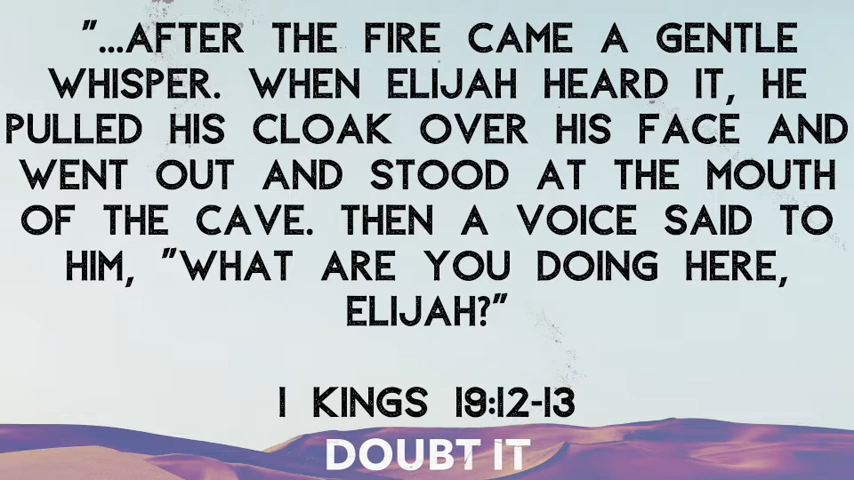 "...AFTER THE FIRE CAME A GENTLE
WHISPER. WHEN ELIJAH HEARD IT, HE
PULLED HIS CLOAK OVER HIS FACE AND
WENT OUT AND STOOD AT THE MOUTH
OF THE CAVE. THEN A VOICE SAID TO
HIM, "WHAT ARE YOU DOING HERE,
ELIJAH?"
1 KINGS 19:12-13
DOUBT IT